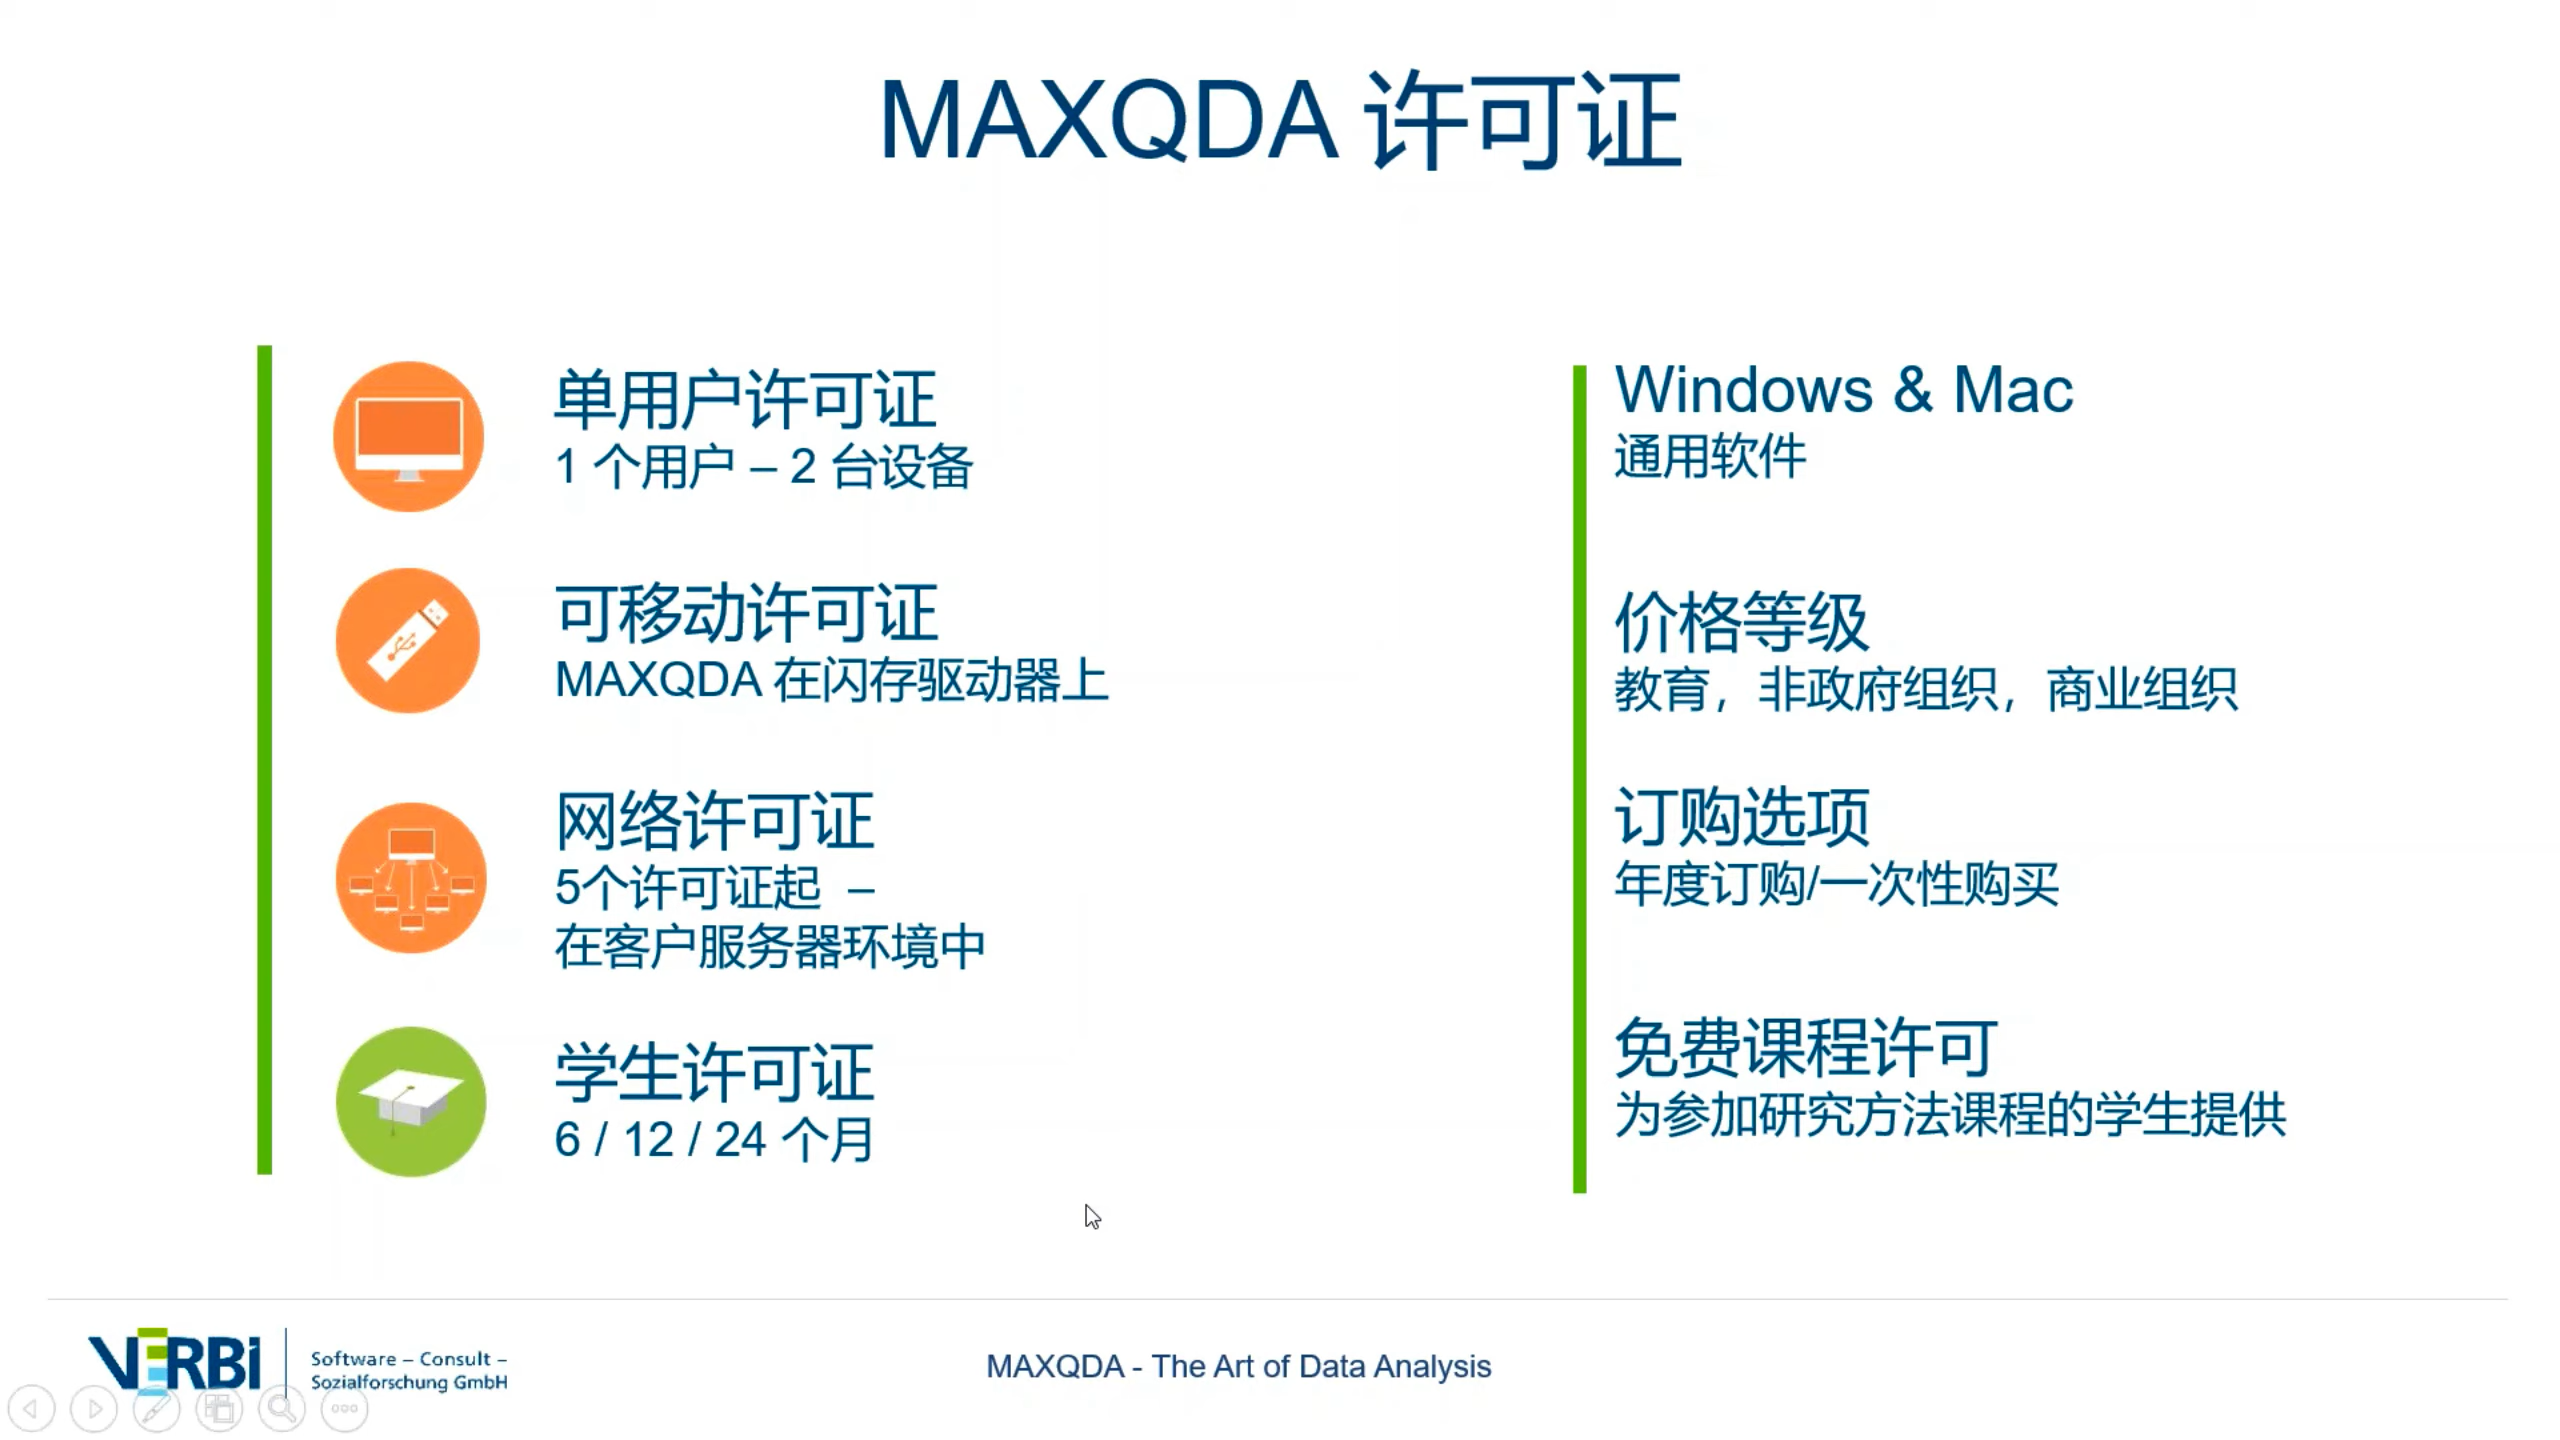 MAXQDA 许可证
单用户许可证
1 个用户 – 2 台设备
可移动许可证
MAXQDA 在闪存驱动器上
网络许可证
5个许可证起 –
在客户服务器环境中
学生许可证
6 / 12 / 24 个月
Windows & Mac
通用软件
价格等级
教育，非政府组织，商业组织
订购选项
年度订购/一次性购买
免费课程许可
为参加研究方法课程的学生提供
VERBI
Software – Consult –
Sozialforschung GmbH
MAXQDA - The Art of Data Analysis